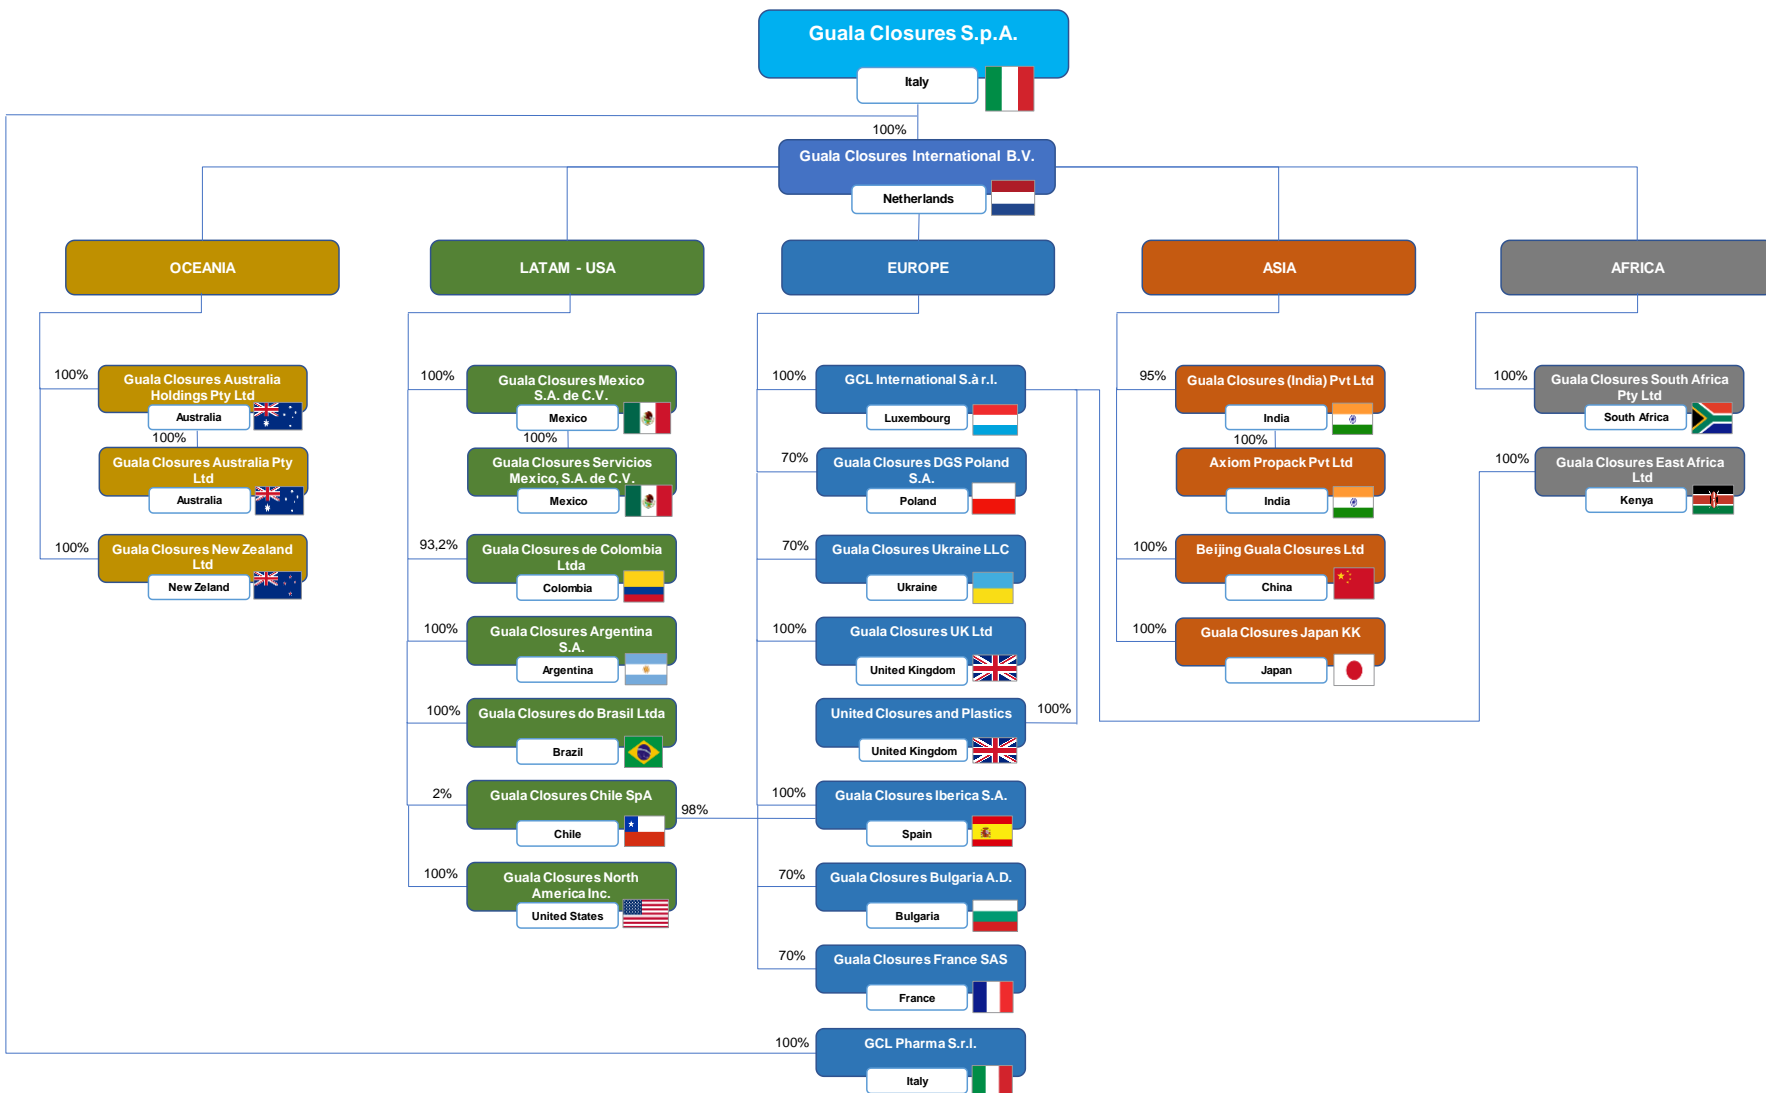 Guala Closures S.p.A.
Italy
100%
Guala Closures International B.V.
Netherlands
OCEANIA
LATAM - USA
EUROPE
ASIA
AFRICA
100%
Guala Closures Australia
Holdings Pty Ltd
Australia
100%
Guala Closures Australia Pty
Ltd
Australia
100%
Guala Closures New Zealand
Ltd
New Zeland
100%
Guala Closures Mexico
S.A. de C.V.
Mexico
100%
Guala Closures Servicios
Mexico, S.A. de C.V.
Mexico
93,2%
Guala Closures de Colombia
Ltda
Colombia
100%
Guala Closures Argentina
S.A.
Argentina
100%
Guala Closures do Brasil Ltda
Brazil
2%
Guala Closures Chile SpA
98%
Chile
100%
Guala Closures North
America Inc.
United States
100%
GCL International S.à r.l.
Luxembourg
70%
Guala Closures DGS Poland
S.A.
Poland
70%
Guala Closures Ukraine LLC
Ukraine
100%
Guala Closures UK Ltd
United Kingdom
United Closures and Plastics
100%
United Kingdom
100%
Guala Closures Iberica S.A.
Spain
70%
Guala Closures Bulgaria A.D.
Bulgaria
70%
Guala Closures France SAS
France
100%
GCL Pharma S.r.l.
Italy
95%
Guala Closures (India) Pvt Ltd
India
100%
Axiom Propack Pvt Ltd
India
100%
Beijing Guala Closures Ltd
China
100%
Guala Closures Japan KK
Japan
100%
Guala Closures South Africa
Pty Ltd
South Africa
100%
Guala Closures East Africa
Ltd
Kenya